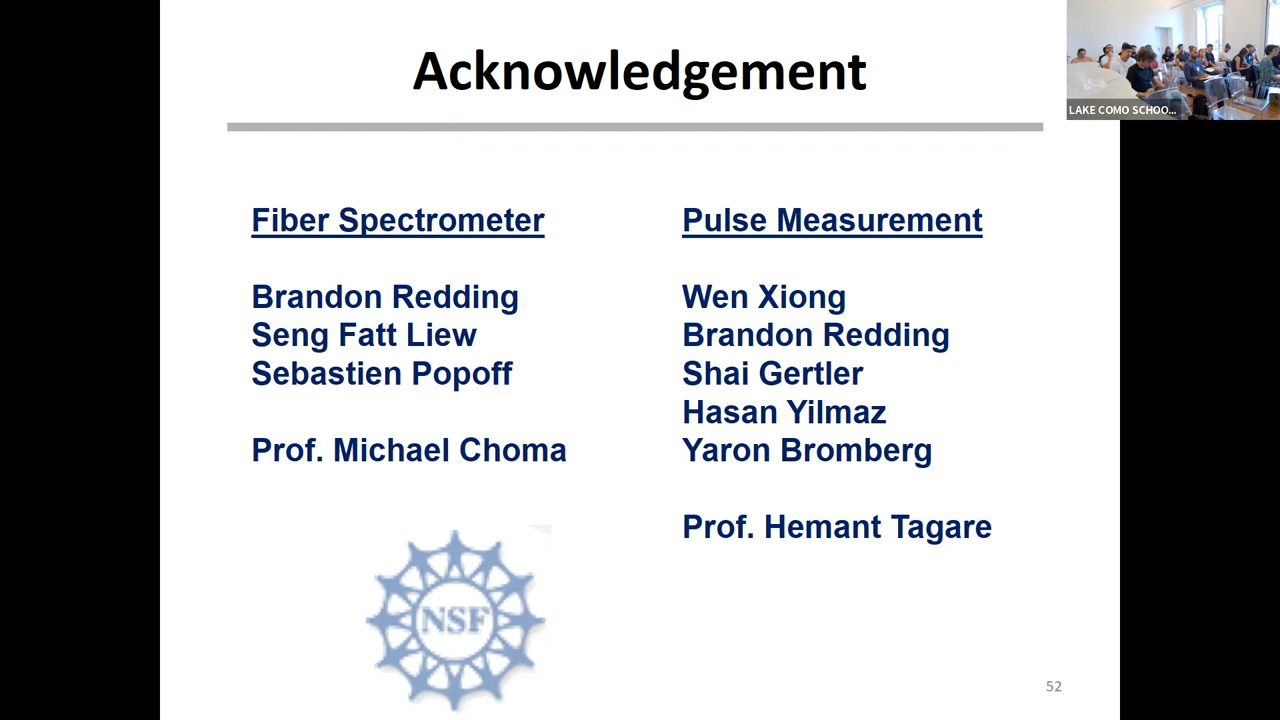 Acknowledgement
LAKE COMO SCHOO...
Fiber Spectrometer
Brandon Redding
Seng Fatt Liew
Sebastien Popoff
Prof. Michael Choma
Pulse Measurement
Wen Xiong
Brandon Redding
Shai Gertler
Hasan Yilmaz
Yaron Bromberg
Prof. Hemant Tagare
NSF
52